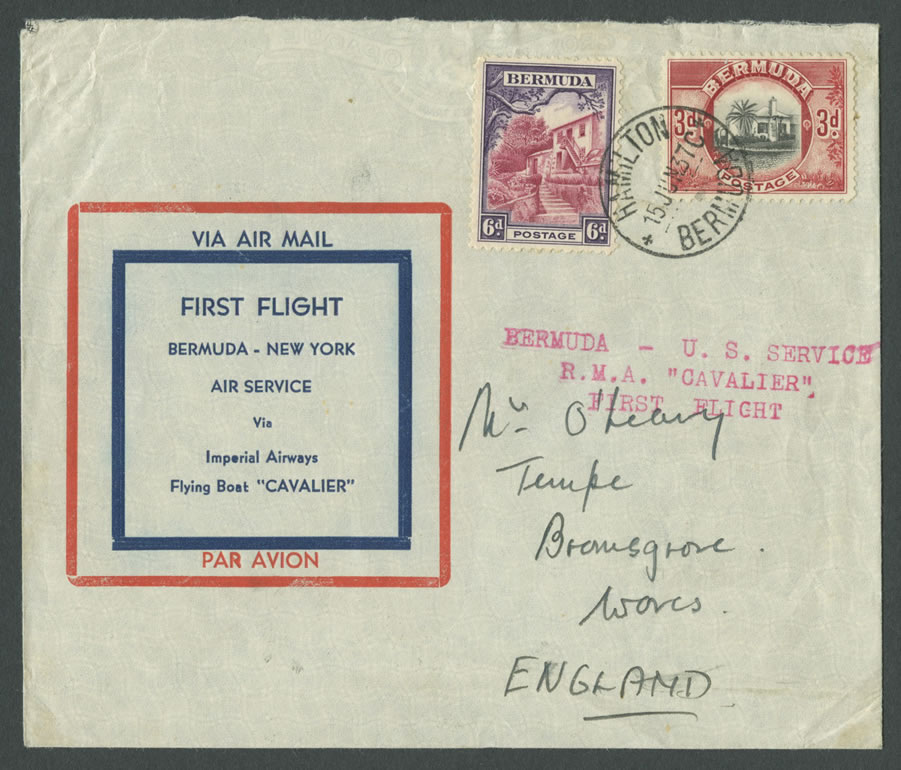 BERMUDA
6d POSTAGE 6d
BERMUDA
3d. 3d.
POSTAGE
HAMILTON
15 JUN 37
BERMUDA
VIA AIR MAIL
FIRST FLIGHT
BERMUDA - NEW YORK
AIR SERVICE
Via
Imperial Airways
Flying Boat "CAVALIER"
PAR AVION
BERMUDA - U. S. SERVICE
R.M.A. "CAVALIER",
FIRST FLIGHT
O'Leary
Tempe
Bromsgrove.
Worcs.
ENGLAND